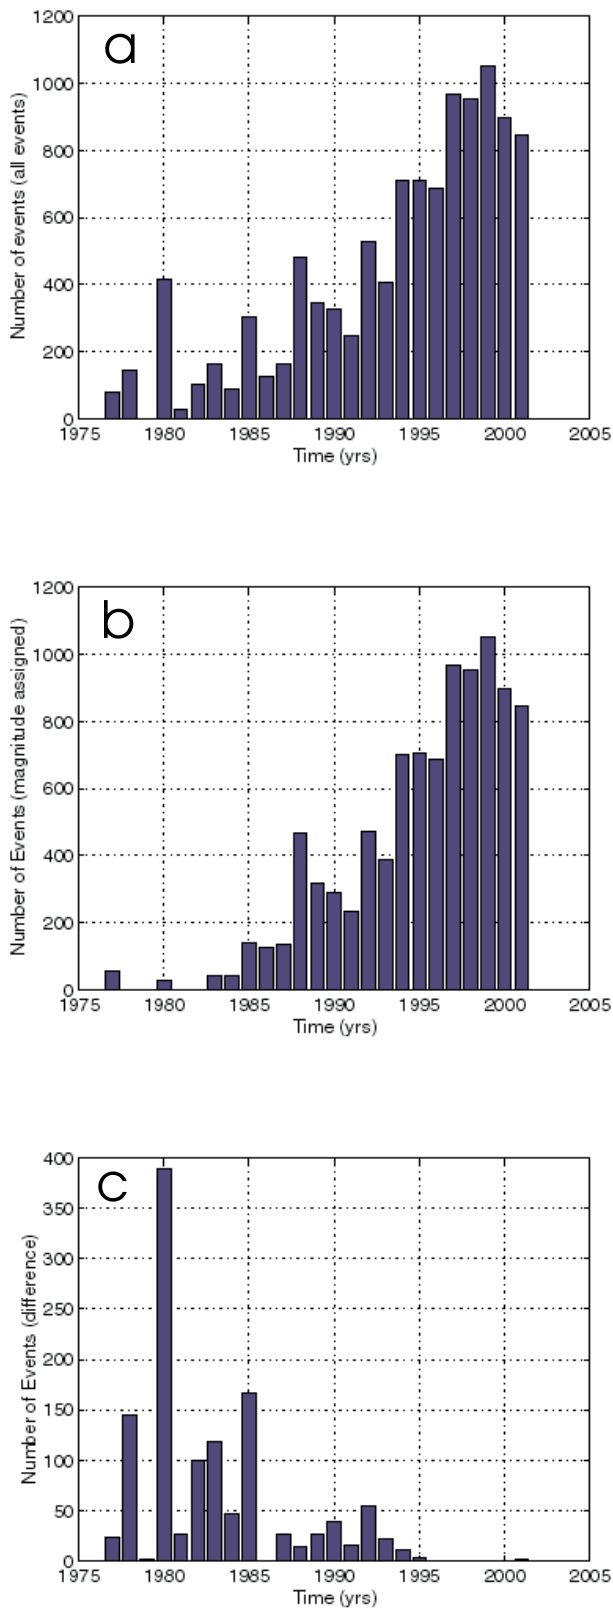 a
1200
1000
800
600
400
200
0
Number of events (all events)
1975 1980 1985 1990 1995 2000 2005
Time (yrs)
b
1200
1000
800
600
400
200
0
Number of Events (magnitude assigned)
1975 1980 1985 1990 1995 2000 2005
Time (yrs)
c
400
350
300
250
200
150
100
50
0
Number of Events (difference)
1975 1980 1985 1990 1995 2000 2005
Time (yrs)